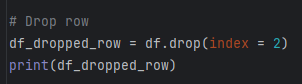 # Drop row
df_dropped_row = df.drop(index = 2)
print(df_dropped_row)